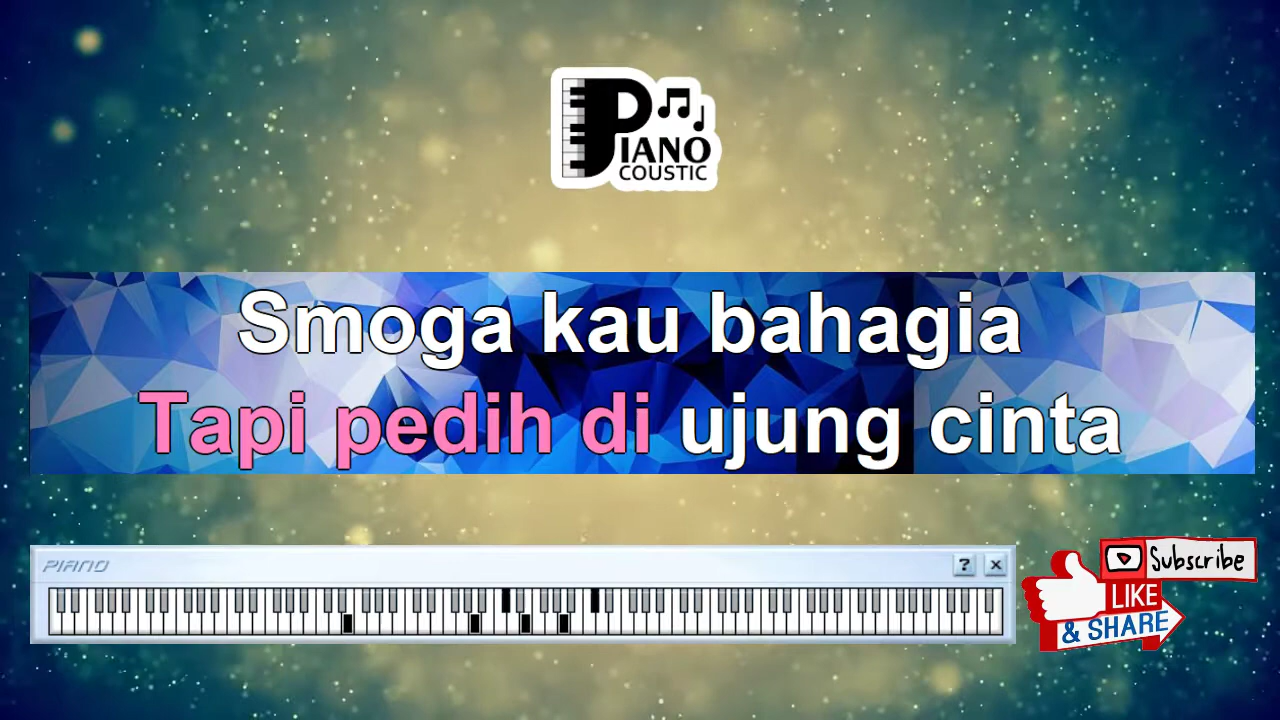 PIANO
COUSTIC
Smoga kau bahagia
Tapi pedih di ujung cinta
PIANO
? ×
Subscribe
LIKE
& SHARE